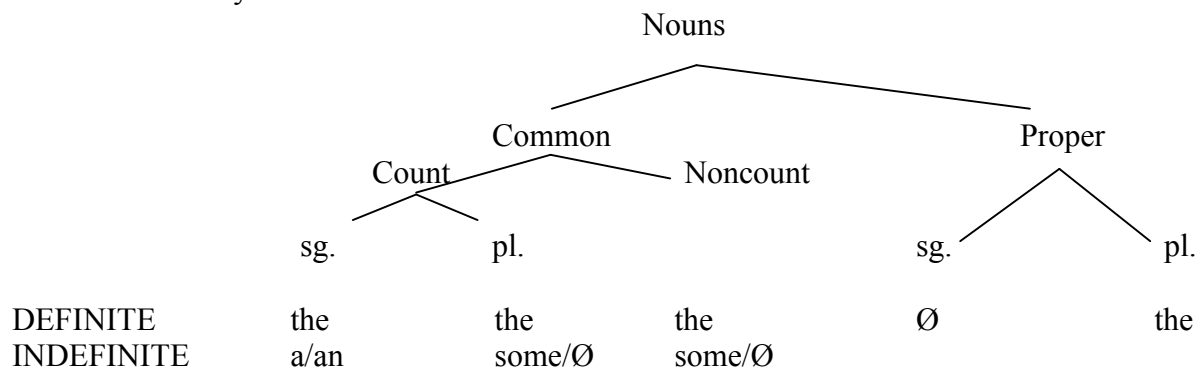 Nouns
Common Proper
Count Noncount
sg. pl. sg. pl.
DEFINITE the the the Ø the
INDEFINITE a/an some/Ø some/Ø